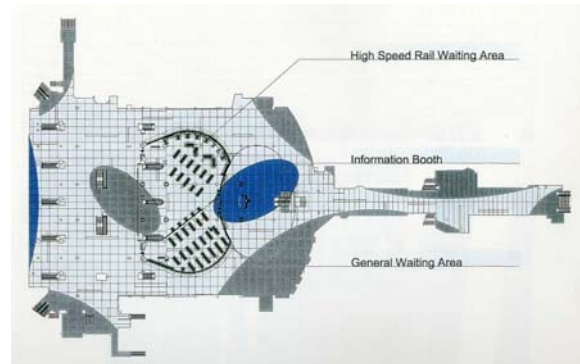 High Speed Rail Waiting Area
Information Booth
General Waiting Area